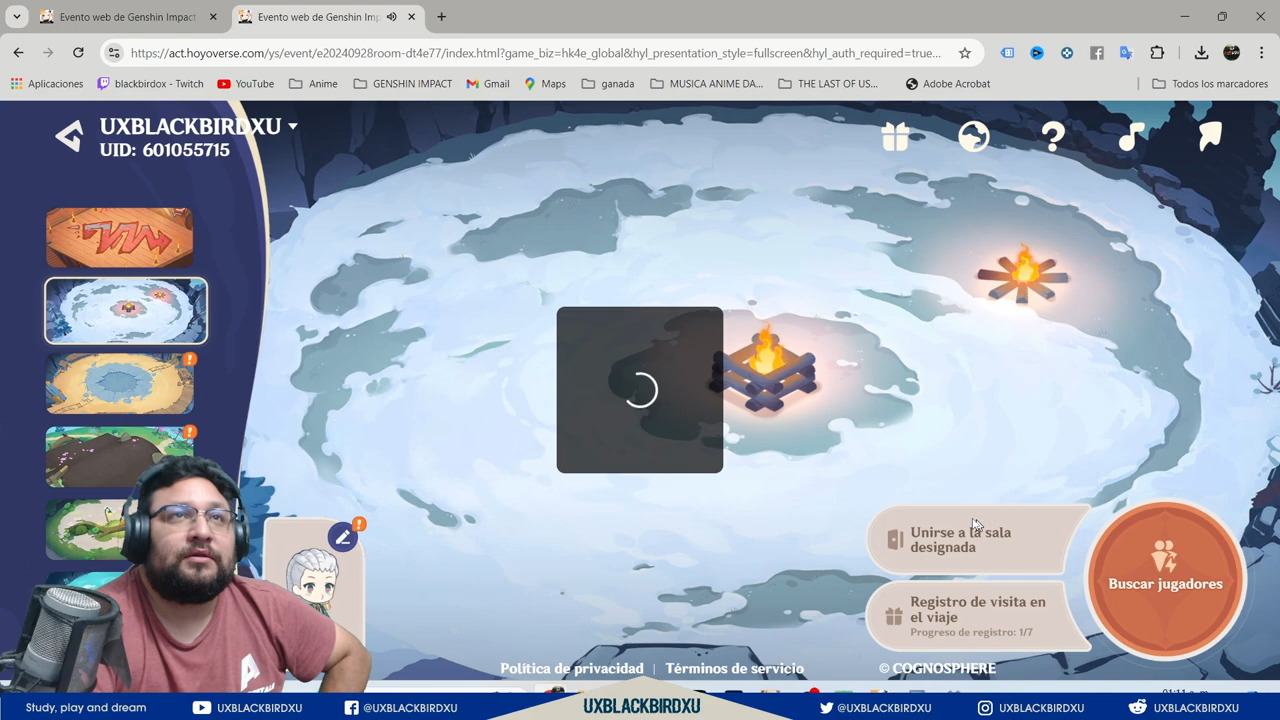 Evento web de Genshin Impact
Evento web de Genshin Imp
https://act.hoyoverse.com/ys/event/e20240928room-dt4e77/index.html?game_biz=hk4e_global&hyl_presentation_style=fullscreen&hyl_auth_required=true...
Aplicaciones
blackbirdox - Twitch
YouTube
Anime
GENSHIN IMPACT
Gmail
Maps
ganada
MUSICA ANIME DA...
THE LAST OF US...
Adobe Acrobat
Todos los marcadores
UXBLACKBIRDXU
UID: 601055715
Unirse a la sala
designada
Registro de visita en
el viaje
Progreso de registro: 1/7
Buscar jugadores
Política de privacidad | Términos de servicio
© COGNOSPHERE
Study, play and dream
UXBLACKBIRDXU
@UXBLACKBIRDXU
UXBLACKBIRDXU
@UXBLACKBIRDXU
UXBLACKBIRDXU
UXBLACKBIRDXU